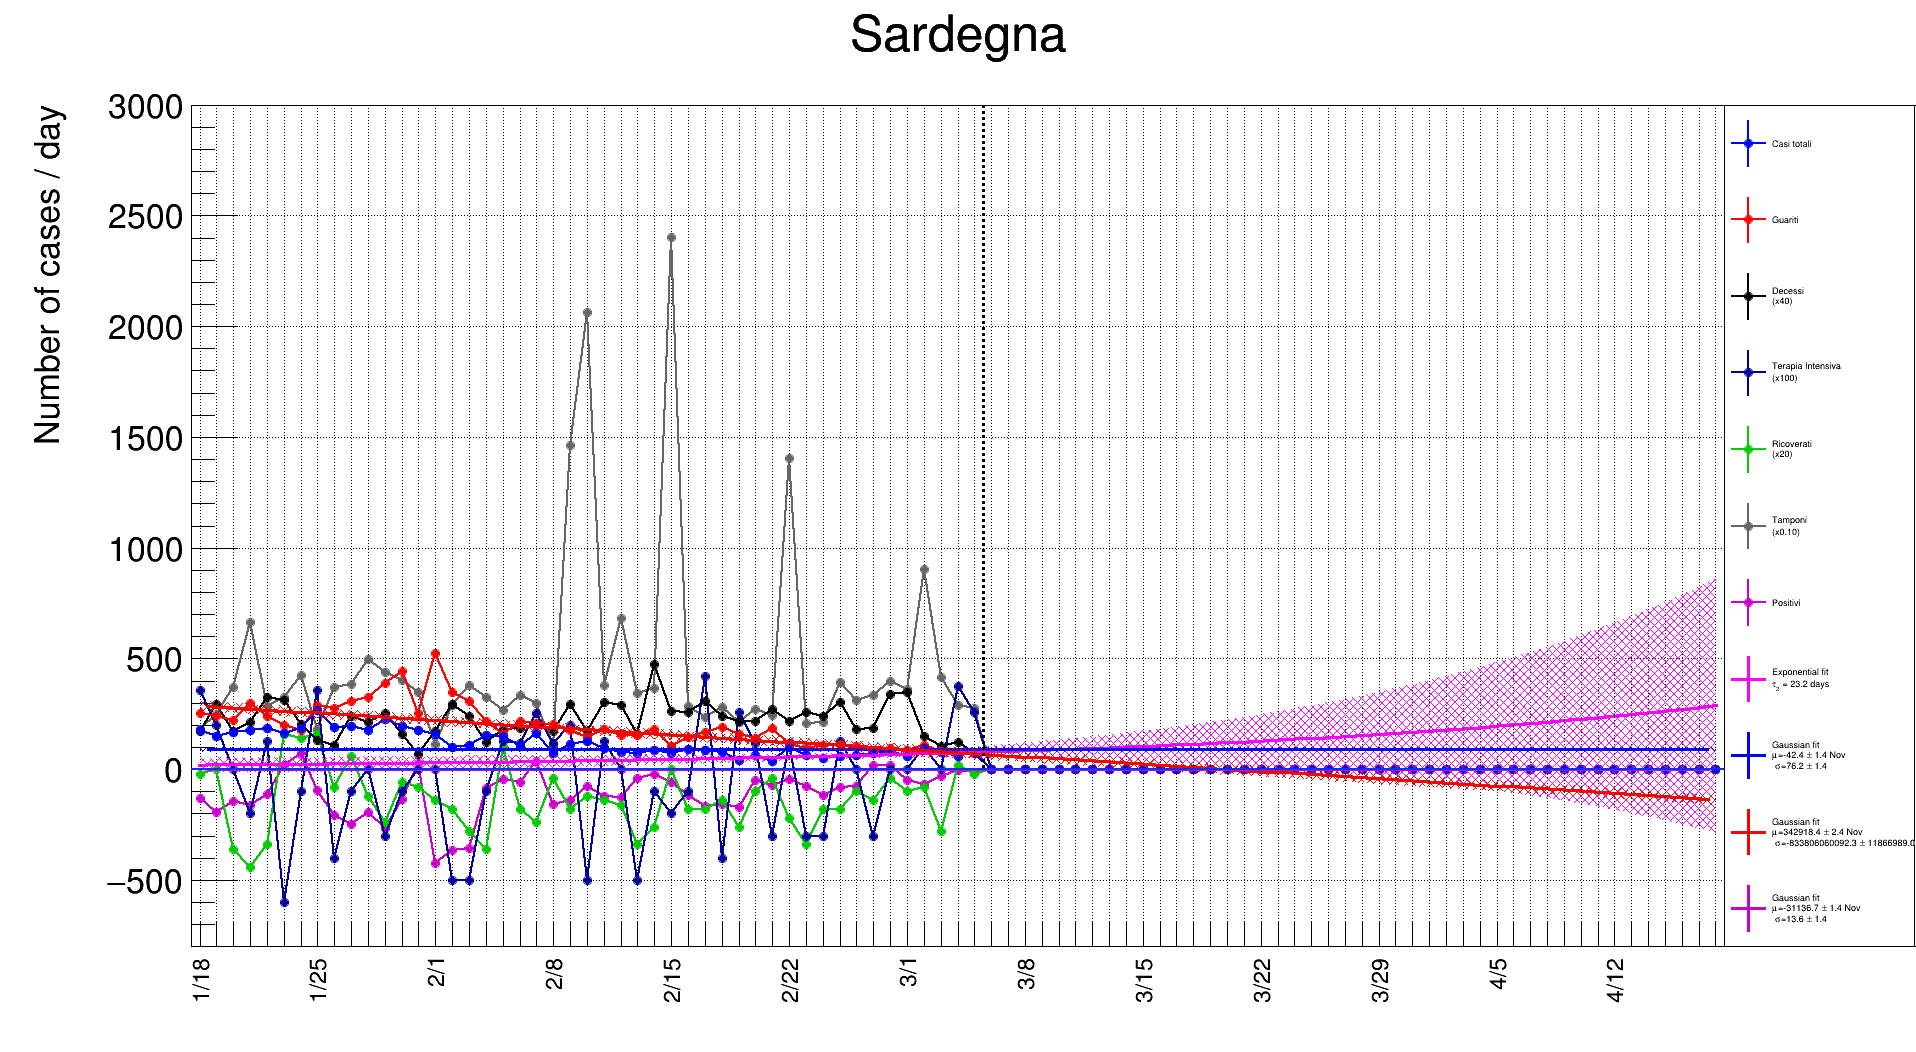 Sardegna
Number of cases / day
3000
2500
2000
1500
1000
500
0
−500
1/18
1/25
2/1
2/8
2/15
2/22
3/1
3/8
3/15
3/22
3/29
4/5
4/12
Casi totali
Guariti
Decessi
(x40)
Terapia Intensiva
(x100)
Ricoverati
(x20)
Tamponi
(x0.10)
Positivi
Exponential fit
τ₂ = 23.2 days
Gaussian fit
μ=-42.4 ± 1.4 Nov
σ=76.2 ± 1.4
Gaussian fit
μ=342918.4 ± 2.4 Nov
σ=-833806060092.3 ± 11866989.0
Gaussian fit
μ=-31136.7 ± 1.4 Nov
σ=13.6 ± 1.4